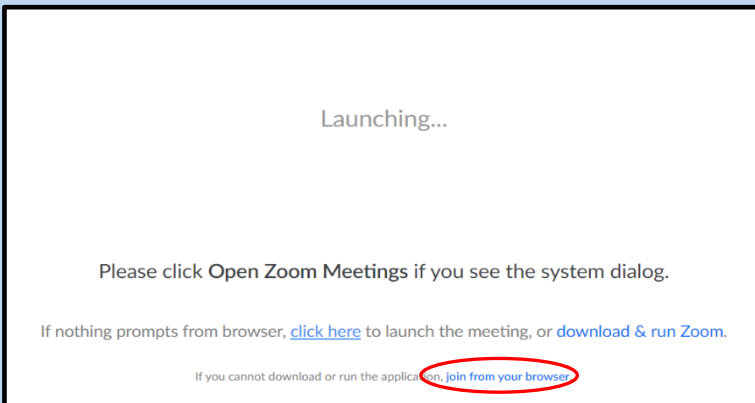 Launching...
Please click Open Zoom Meetings if you see the system dialog.
If nothing prompts from browser, click here to launch the meeting, or download & run Zoom.
If you cannot download or run the application, join from your browser.